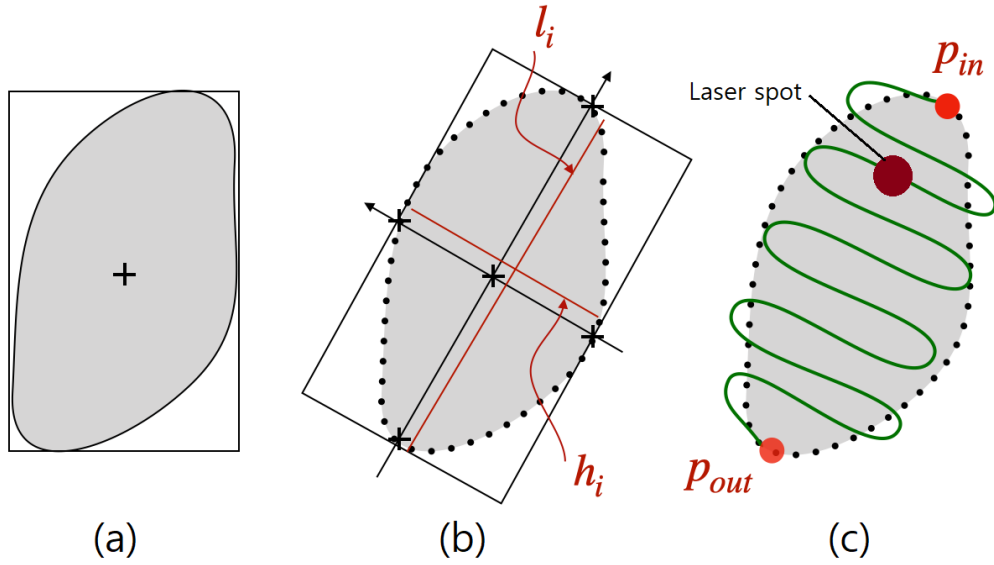 l_i
p_in
Laser spot
h_i
p_out
(a)
(b)
(c)